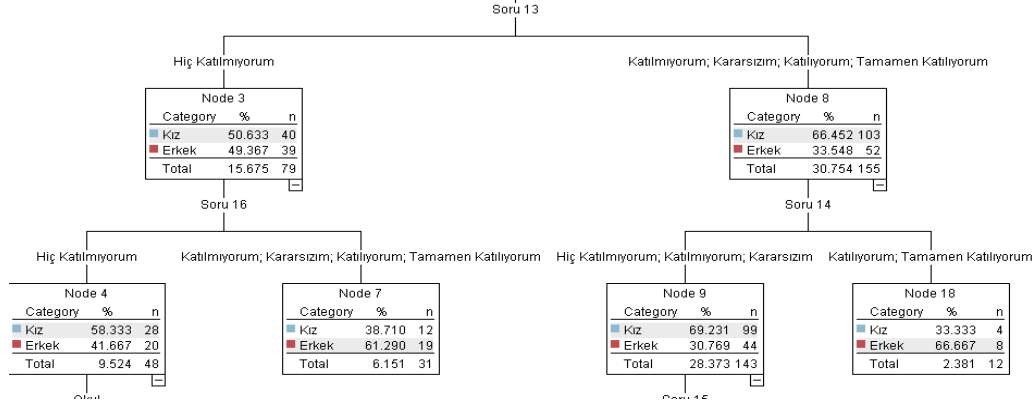 Soru 13
Hiç Katılmıyorum
Katılmıyorum; Kararsızım; Katılıyorum; Tamamen Katılıyorum
Node 3
Category % n
Kız 50.633 40
Erkek 49.367 39
Total 15.675 79
Node 8
Category % n
Kız 66.452 103
Erkek 33.548 52
Total 30.754 155
Soru 16
Soru 14
Hiç Katılmıyorum
Katılmıyorum; Kararsızım; Katılıyorum; Tamamen Katılıyorum
Hiç Katılmıyorum; Katılmıyorum; Kararsızım
Katılıyorum; Tamamen Katılıyorum
Node 4
Category % n
Kız 58.333 28
Erkek 41.667 20
Total 9.524 48
Node 7
Category % n
Kız 38.710 12
Erkek 61.290 19
Total 6.151 31
Node 9
Category % n
Kız 69.231 99
Erkek 30.769 44
Total 28.373 143
Node 18
Category % n
Kız 33.333 4
Erkek 66.667 8
Total 2.381 12
Okul
Soru 15